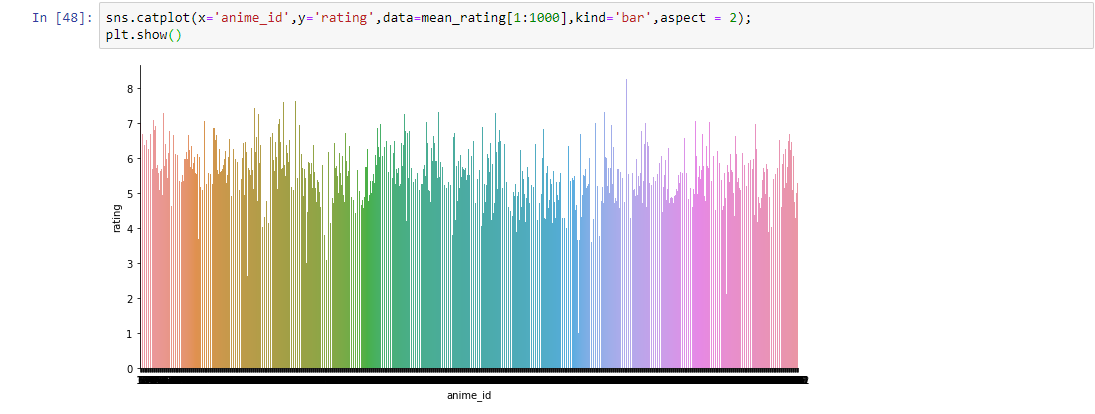 In [48]: sns.catplot(x='anime_id',y='rating',data=mean_rating[1:1000],kind='bar',aspect = 2);
plt.show()
8
7
6
5
4
3
2
1
0
rating
anime_id